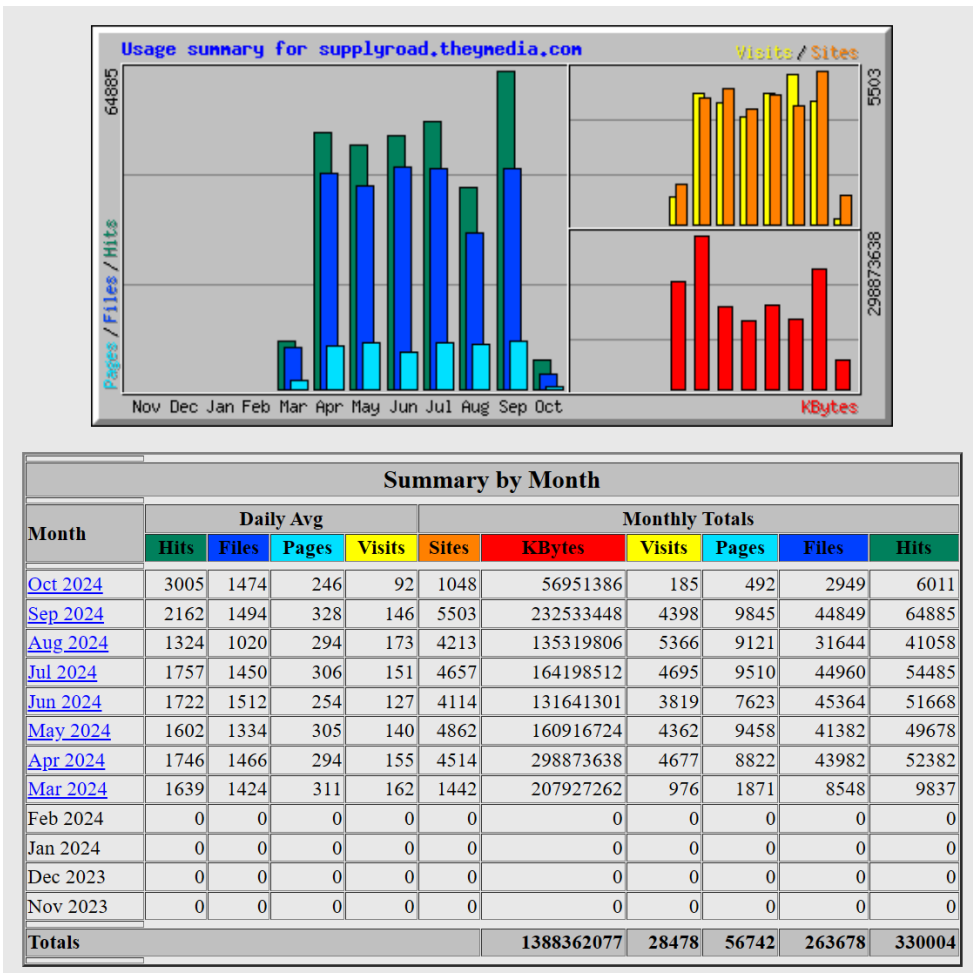 Usage summary for supplyroad.theymedia.com
Visits / Sites
64885
5503
Pages / Files / Hits
298873638
Nov Dec Jan Feb Mar Apr May Jun Jul Aug Sep Oct
KBytes
Summary by Month
Month Daily Avg Monthly Totals
Hits Files Pages Visits Sites KBytes Visits Pages Files Hits
Oct 2024 3005 1474 246 92 1048 56951386 185 492 2949 6011
Sep 2024 2162 1494 328 146 5503 232533448 4398 9845 44849 64885
Aug 2024 1324 1020 294 173 4213 135319806 5366 9121 31644 41058
Jul 2024 1757 1450 306 151 4657 164198512 4695 9510 44960 54485
Jun 2024 1722 1512 254 127 4114 131641301 3819 7623 45364 51668
May 2024 1602 1334 305 140 4862 160916724 4362 9458 41382 49678
Apr 2024 1746 1466 294 155 4514 298873638 4677 8822 43982 52382
Mar 2024 1639 1424 311 162 1442 207927262 976 1871 8548 9837
Feb 2024 0 0 0 0 0 0 0 0 0 0
Jan 2024 0 0 0 0 0 0 0 0 0 0
Dec 2023 0 0 0 0 0 0 0 0 0 0
Nov 2023 0 0 0 0 0 0 0 0 0 0
Totals 1388362077 28478 56742 263678 330004